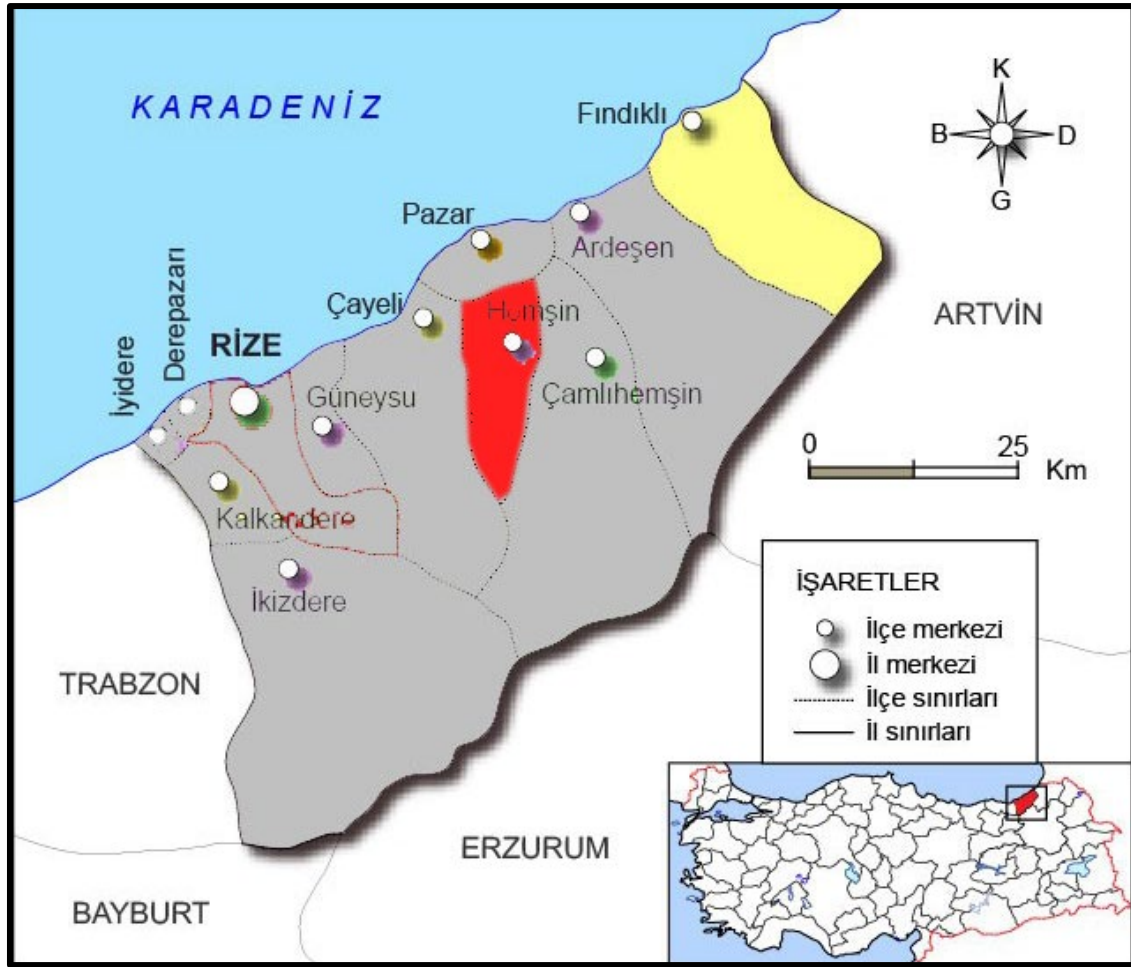 KARADENİZ
Fındıklı
K
B
D
G
Pazar
Ardeşen
Derepazarı
İyidere
Çayeli
RİZE
Hemşin
ARTVİN
Güneysu
Çamlıhemşin
0 25
Km
Kalkandere
İkizdere
İŞARETLER
İlçe merkezi
İl merkezi
İlçe sınırları
İl sınırları
TRABZON
ERZURUM
BAYBURT